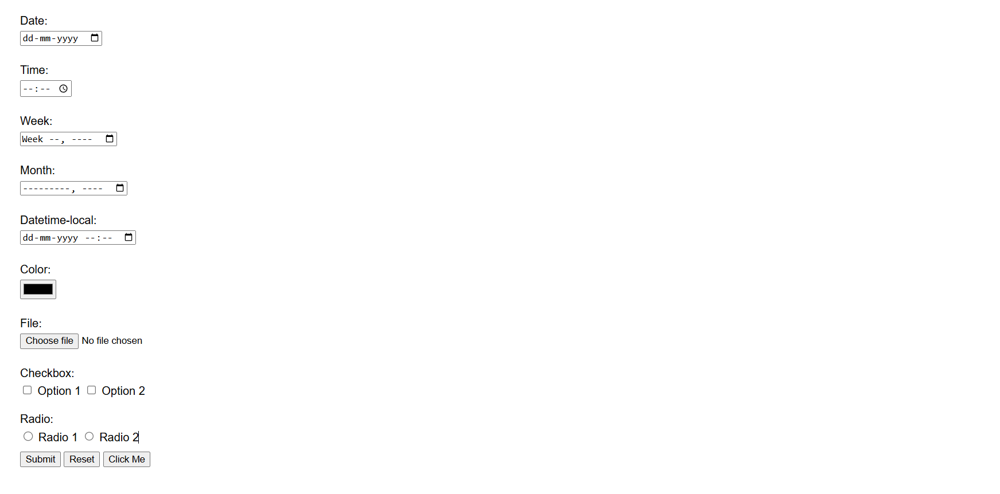 Date:
dd-mm-yyyy
Time:
--:--
Week:
Week --, ----
Month:
---------, ----
Datetime-local:
dd-mm-yyyy --:--
Color:
File:
Choose file No file chosen
Checkbox:
Option 1 Option 2
Radio:
Radio 1 Radio 2
Submit Reset Click Me